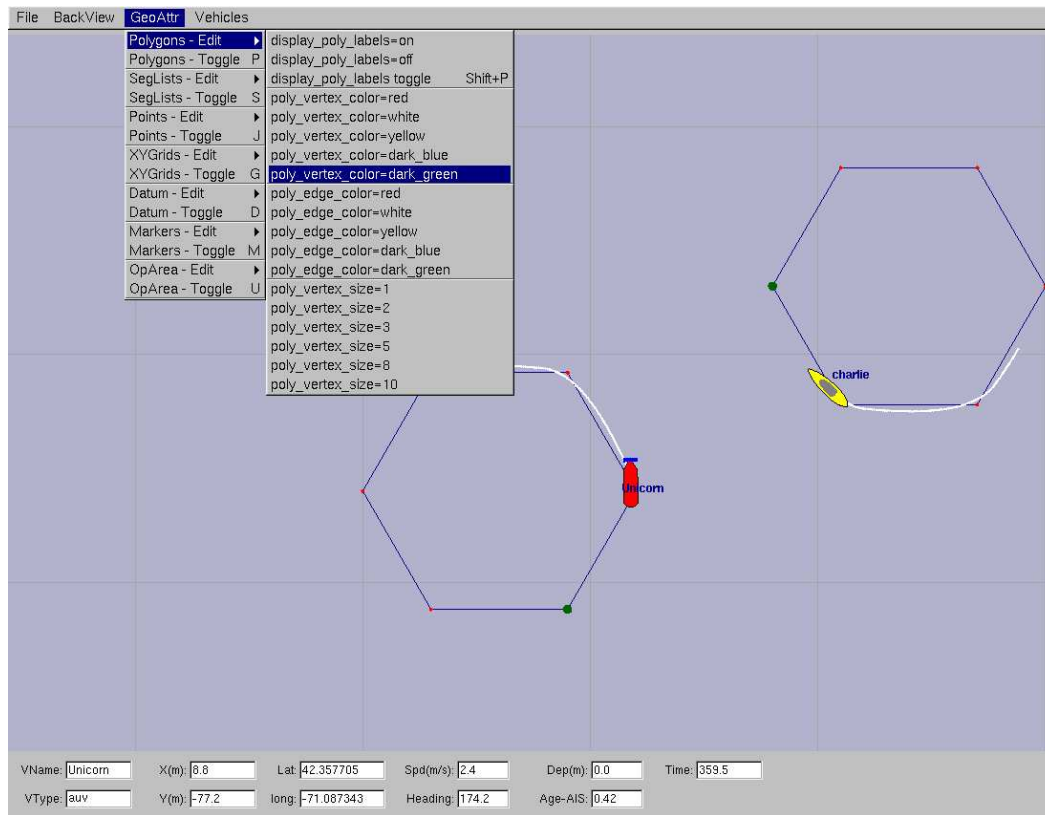 File BackView GeoAttr Vehicles
Polygons - Edit
Polygons - Toggle P
SegLists - Edit
SegLists - Toggle S
Points - Edit
Points - Toggle J
XYGrids - Edit
XYGrids - Toggle G
Datum - Edit
Datum - Toggle D
Markers - Edit
Markers - Toggle M
OpArea - Edit
OpArea - Toggle U
display_poly_labels=on
display_poly_labels=off
display_poly_labels toggle Shift+P
poly_vertex_color=red
poly_vertex_color=white
poly_vertex_color=yellow
poly_vertex_color=dark_blue
poly_vertex_color=dark_green
poly_edge_color=red
poly_edge_color=white
poly_edge_color=yellow
poly_edge_color=dark_blue
poly_edge_color=dark_green
poly_vertex_size=1
poly_vertex_size=2
poly_vertex_size=3
poly_vertex_size=5
poly_vertex_size=8
poly_vertex_size=10
charlie
Unicorn
VName: Unicorn X(m): 8.8 Lat: 42.357705 Spd(m/s): 2.4 Dep(m): 0.0 Time: 359.5
VType: auv Y(m): -77.2 long: -71.087343 Heading: 174.2 Age-AIS: 0.42